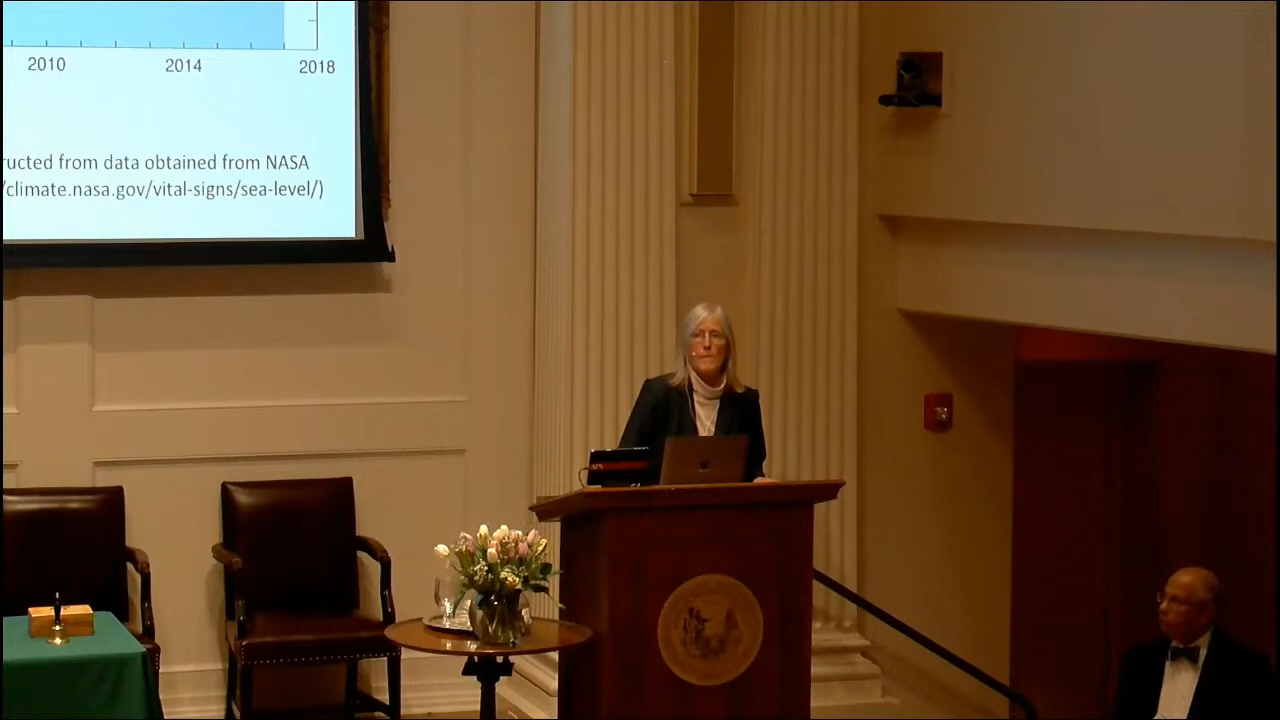 2010 2014 2018
ructed from data obtained from NASA
/climate.nasa.gov/vital-signs/sea-level/)